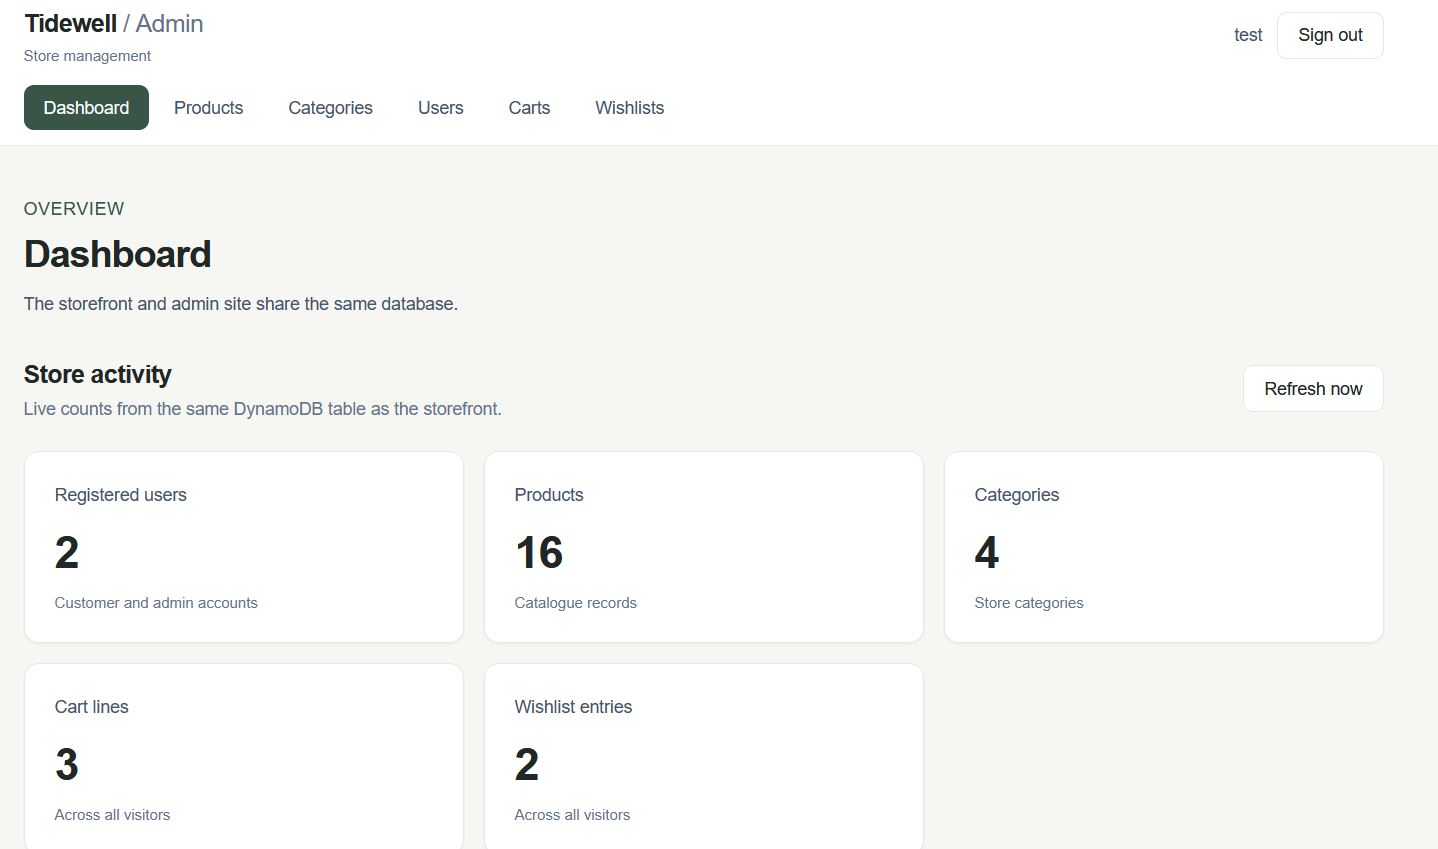 Tidewell / Admin
Store management
test
Sign out
Dashboard
Products
Categories
Users
Carts
Wishlists
OVERVIEW
Dashboard
The storefront and admin site share the same database.
Store activity
Live counts from the same DynamoDB table as the storefront.
Refresh now
Registered users
2
Customer and admin accounts
Products
16
Catalogue records
Categories
4
Store categories
Cart lines
3
Across all visitors
Wishlist entries
2
Across all visitors